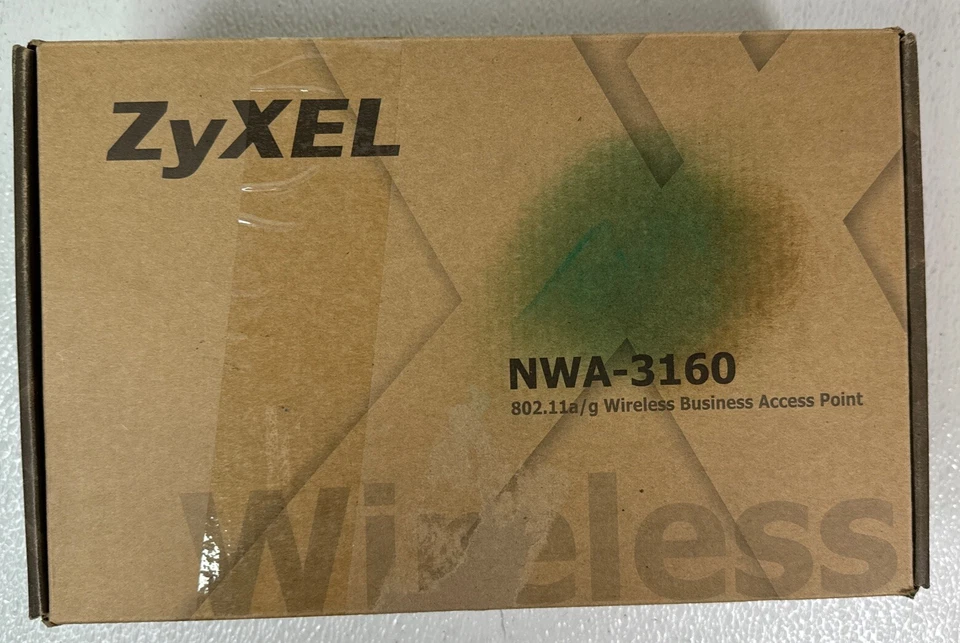 ZyXEL
NWA-3160
802.11a/g Wireless Business Access Point
Wireless